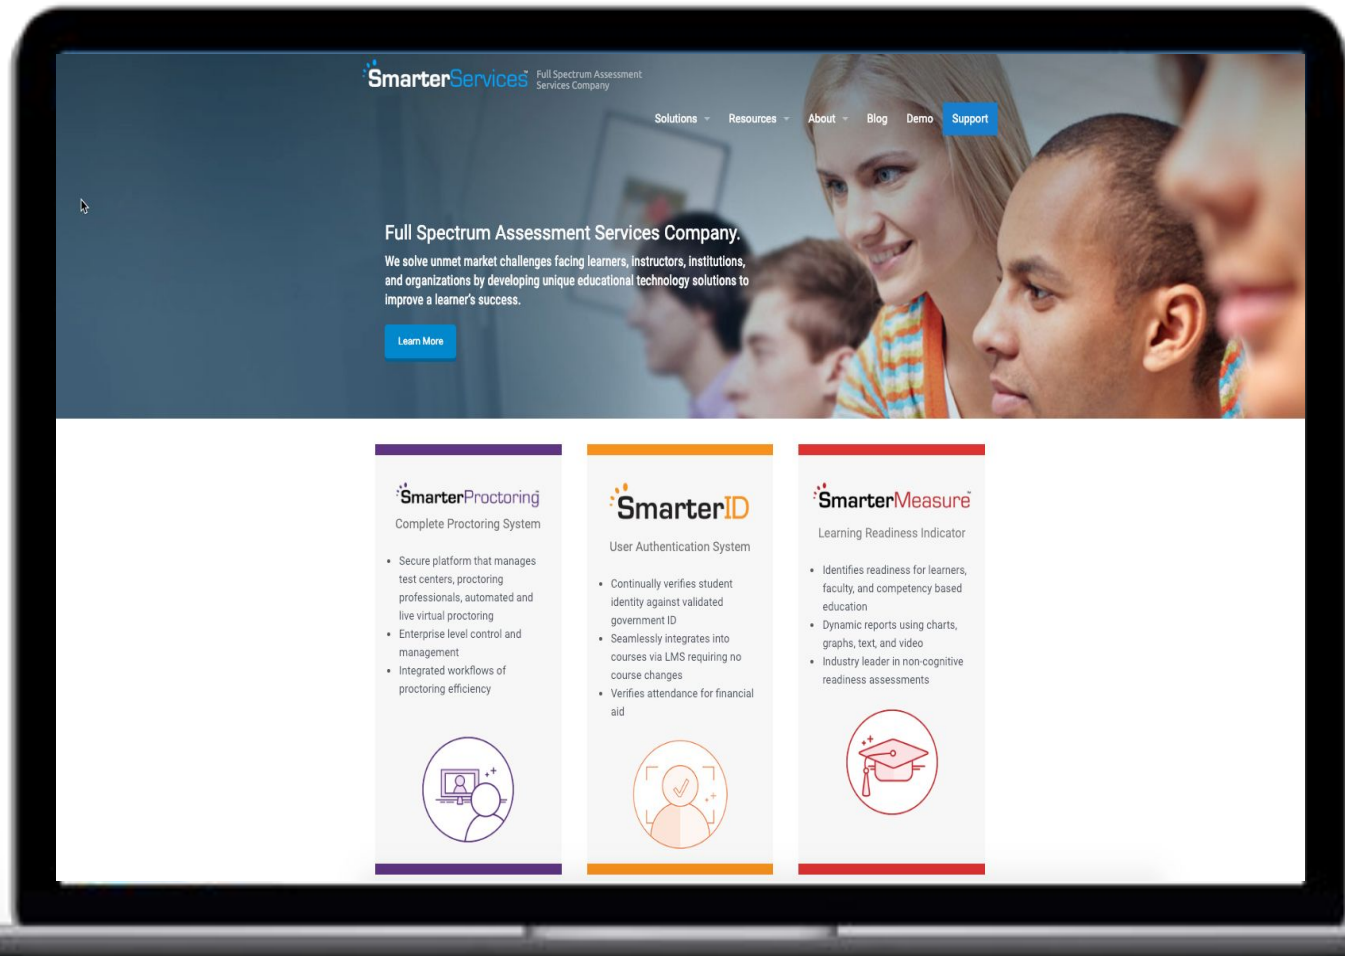 SmarterServices™ Full Spectrum Assessment
Services Company
Solutions Resources About Blog Demo Support
Full Spectrum Assessment Services Company.
We solve unmet market challenges facing learners, instructors, institutions,
and organizations by developing unique educational technology solutions to
improve a learner's success.
Learn More
SmarterProctoring™
Complete Proctoring System
• Secure platform that manages
test centers, proctoring
professionals, automated and
live virtual proctoring
• Enterprise level control and
management
• Integrated workflows of
proctoring efficiency
SmarterID
User Authentication System
• Continually verifies student
identity against validated
government ID
• Seamlessly integrates into
courses via LMS requiring no
course changes
• Verifies attendance for financial
aid
SmarterMeasure™
Learning Readiness Indicator
• Identifies readiness for learners,
faculty, and competency based
education
• Dynamic reports using charts,
graphs, text, and video
• Industry leader in non-cognitive
readiness assessments